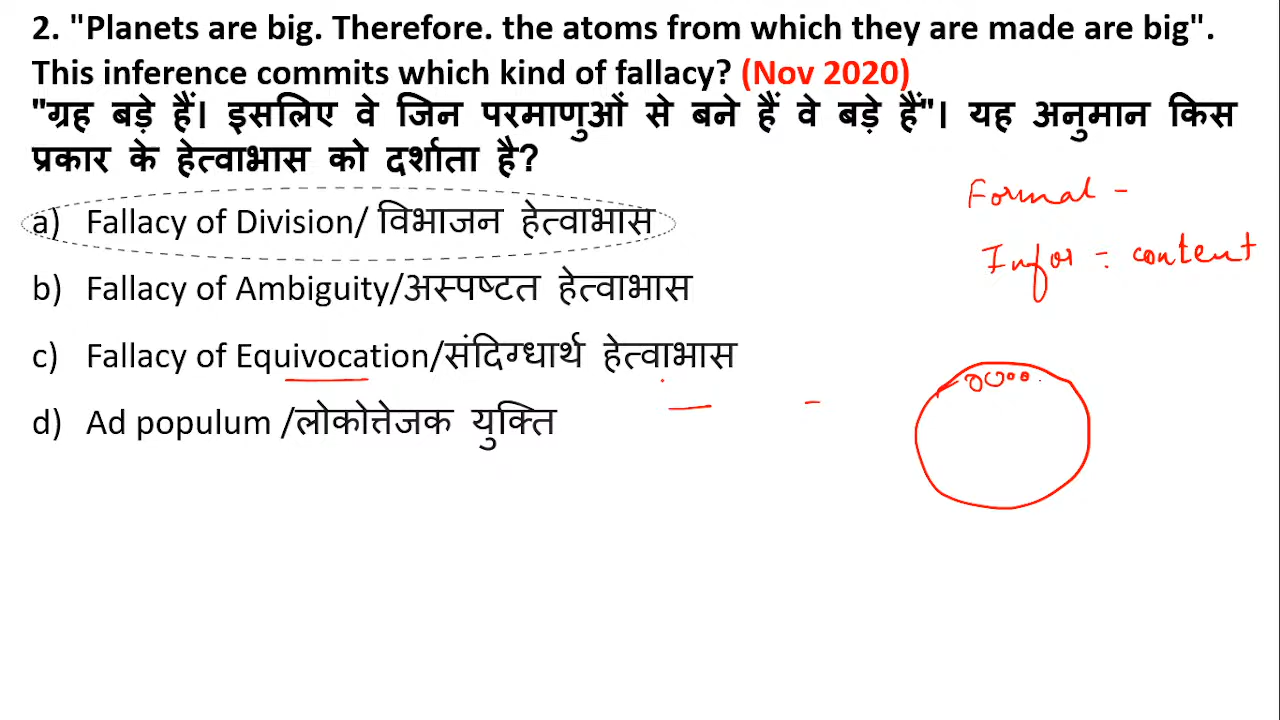 2. "Planets are big. Therefore. the atoms from which they are made are big".
This inference commits which kind of fallacy? (Nov 2020)
"ग्रह बड़े हैं। इसलिए वे जिन परमाणुओं से बने हैं वे बड़े हैं"। यह अनुमान किस
प्रकार के हेत्वाभास को दर्शाता है?
Formal -
a) Fallacy of Division/ विभाजन हेत्वाभास
Infor - content
b) Fallacy of Ambiguity/अस्पष्टत हेत्वाभास
c) Fallacy of Equivocation/संदिग्धार्थ हेत्वाभास
d) Ad populum /लोकोत्तेजक युक्ति